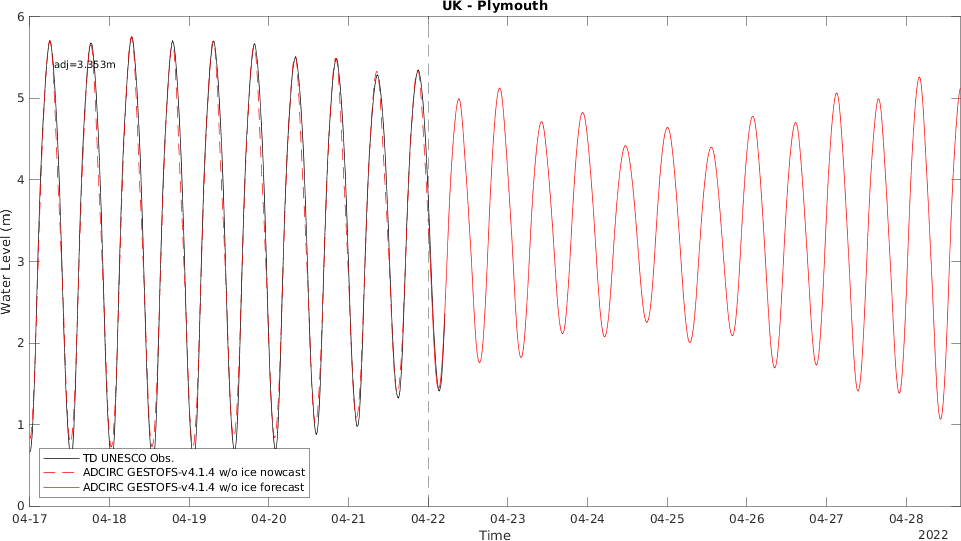 UK - Plymouth
6
adj=3.353m
5
4
3
2
1
0
Water Level (m)
TD UNESCO Obs.
ADCIRC GESTOFS-v4.1.4 w/o ice nowcast
ADCIRC GESTOFS-v4.1.4 w/o ice forecast
04-17 04-18 04-19 04-20 04-21 04-22 04-23 04-24 04-25 04-26 04-27 04-28
Time
2022